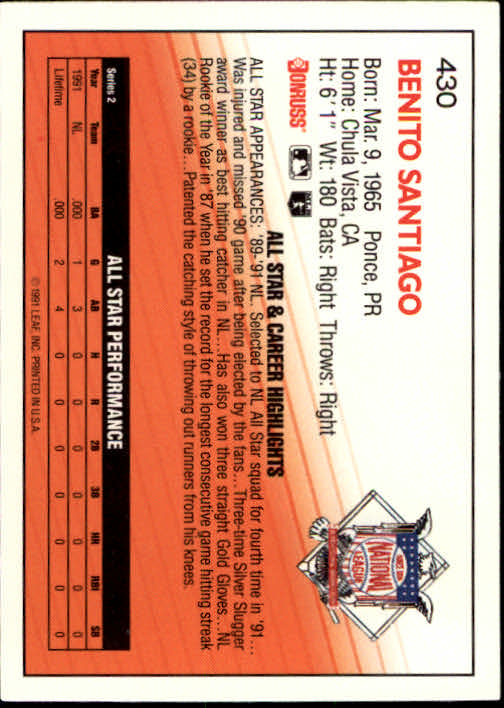 430
BENITO SANTIAGO
Born: Mar. 9, 1965 Ponce, PR
Home: Chula Vista, CA
Ht: 6' 1" Wt: 180 Bats: Right Throws: Right
DONRUSS
NATIONAL
LEAGUE
ALL STAR & CAREER HIGHLIGHTS
ALL STAR APPEARANCES: '89-'91 NL. Selected to NL All Star squad for fourth time in '91...
Was injured and missed '90 game after being elected by the fans... Three-time Silver Slugger
award winner as best hitting catcher in NL...Has also won three straight Gold Gloves...NL
Rookie of the Year in '87 when he set the record for the longest consecutive game hitting streak
(34) by a rookie...Patented the catching style of throwing out runners from his knees.
Series 2 ALL STAR PERFORMANCE
Year Team BA G AB H R 2B 3B HR RBI SB
1991 NL .000 1 3 0 0 0 0 0 0 0
Lifetime .000 2 4 0 0 0 0 0 0 0
© 1991 LEAF, INC. PRINTED IN U.S.A.